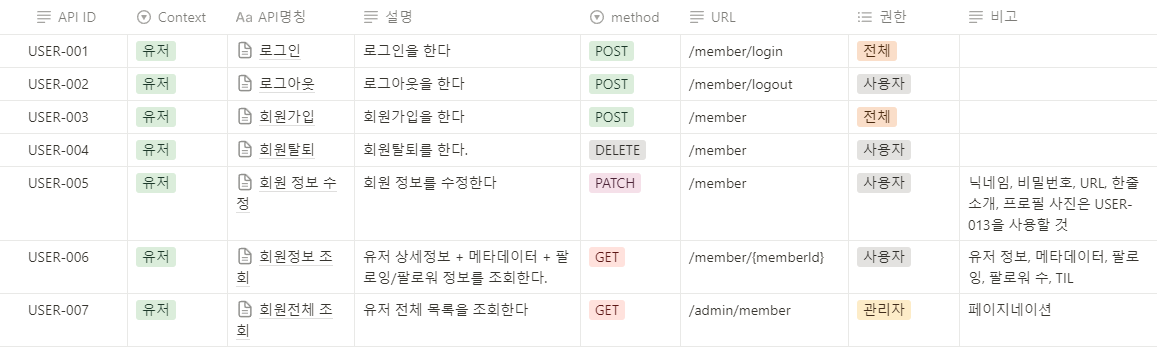 API ID Context Aa API명칭 설명 method URL 권한 비고
USER-001 유저 로그인 로그인을 한다 POST /member/login 전체
USER-002 유저 로그아웃 로그아웃을 한다 POST /member/logout 사용자
USER-003 유저 회원가입 회원가입을 한다 POST /member 전체
USER-004 유저 회원탈퇴 회원탈퇴를 한다. DELETE /member 사용자
USER-005 유저 회원 정보 수 회원 정보를 수정한다 PATCH /member 사용자 닉네임, 비밀번호, URL, 한줄
정 소개, 프로필 사진은 USER-
013을 사용할 것
USER-006 유저 회원정보 조 유저 상세정보 + 메타데이터 + 팔 GET /member/{memberId} 사용자 유저 정보, 메타데이터, 팔로
회 로잉/팔로워 정보를 조회한다. 잉, 팔로워 수, TIL
USER-007 유저 회원전체 조 유저 전체 목록을 조회한다 GET /admin/member 관리자 페이지네이션
회